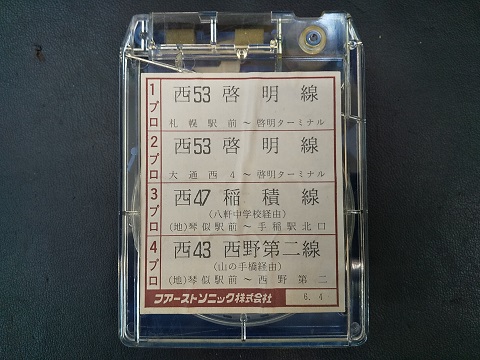 1プロ
西53 啓明線
札幌駅前～啓明ターミナル
2プロ
西53 啓明線
大通西4～啓明ターミナル
3プロ
西47 稲積線
(八軒中学校経由)
(地)琴似駅前～手稲駅北口
4プロ
西43 西野第二線
(山の手橋経由)
(地)琴似駅前～西野第二
ファーストソニック株式会社
6.4